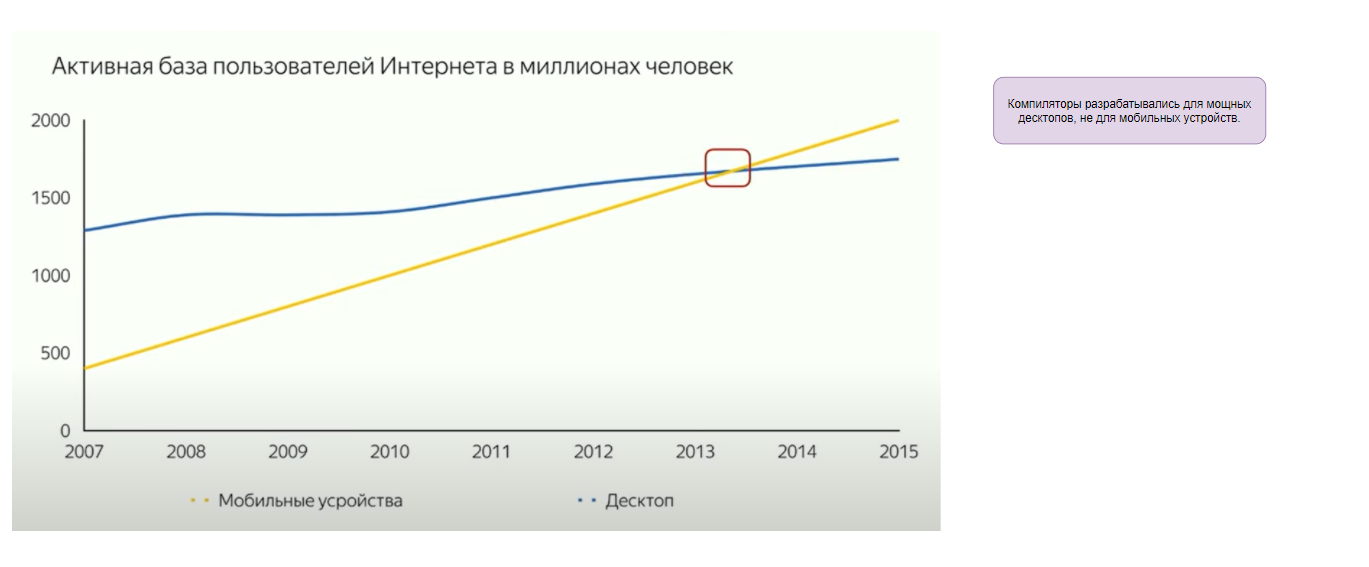 Активная база пользователей Интернета в миллионах человек
2000
1500
1000
500
0
2007 2008 2009 2010 2011 2012 2013 2014 2015
Мобильные усройства Десктоп
Компиляторы разрабатывались для мощных
десктопов, не для мобильных устройств.